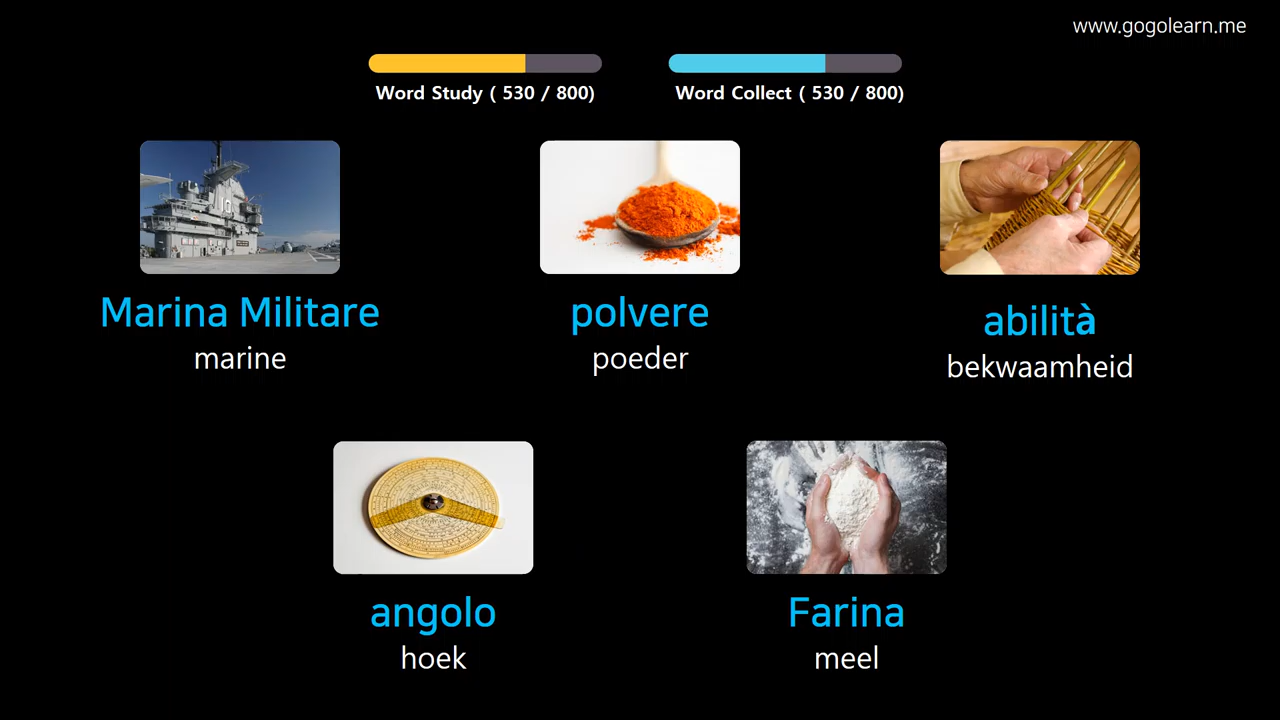 www.gogolearn.me
Word Study ( 530 / 800)
Word Collect ( 530 / 800)
Marina Militare
marine
polvere
poeder
abilità
bekwaamheid
angolo
hoek
Farina
meel